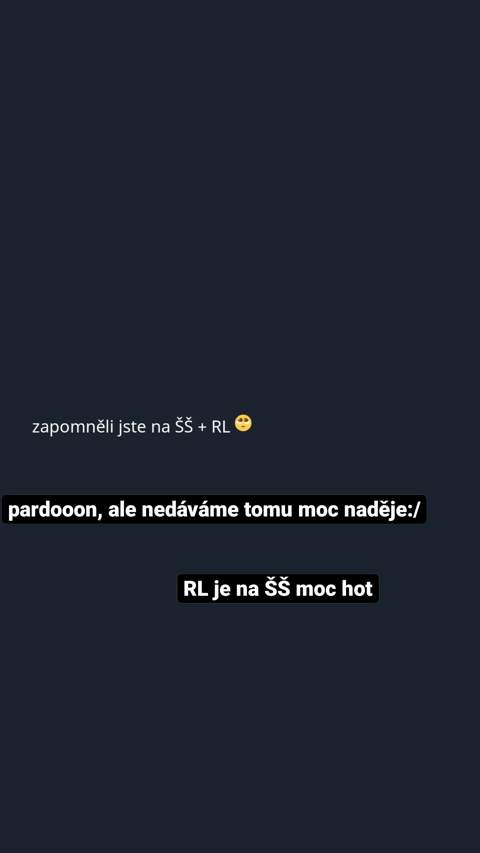 zapomněli jste na ŠŠ + RL 🥺
pardooon, ale nedáváme tomu moc naděje:/
RL je na ŠŠ moc hot